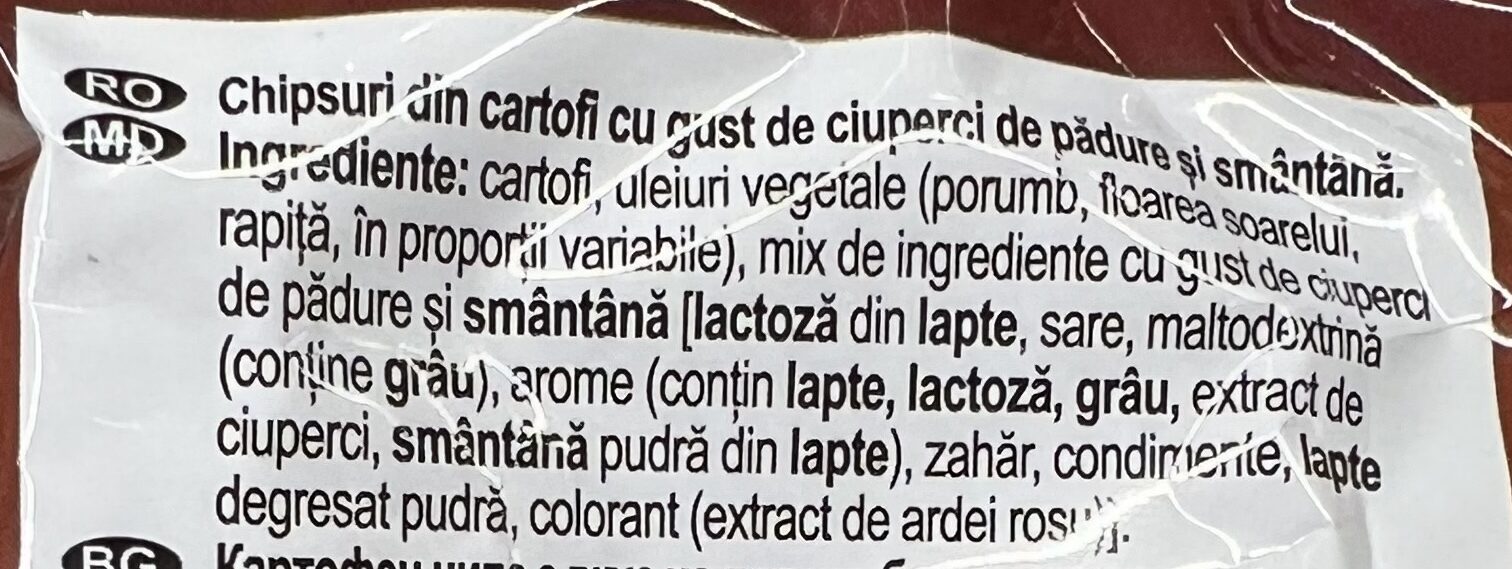 RO Chipsuri din cartofi cu gust de ciuperci de pădure și smântână.
MD Ingrediente: cartofi, uleiuri vegetale (porumb, floarea soarelui,
rapiță, în proporții variabile), mix de ingrediente cu gust de ciuperci
de pădure și smântână [lactoză din lapte, sare, maltodextrină
(conține grâu), arome (conțin lapte, lactoză, grâu, extract de
ciuperci, smântână pudră din lapte), zahăr, condimente, lapte
degresat pudră, colorant (extract de ardei roșu)].
BG